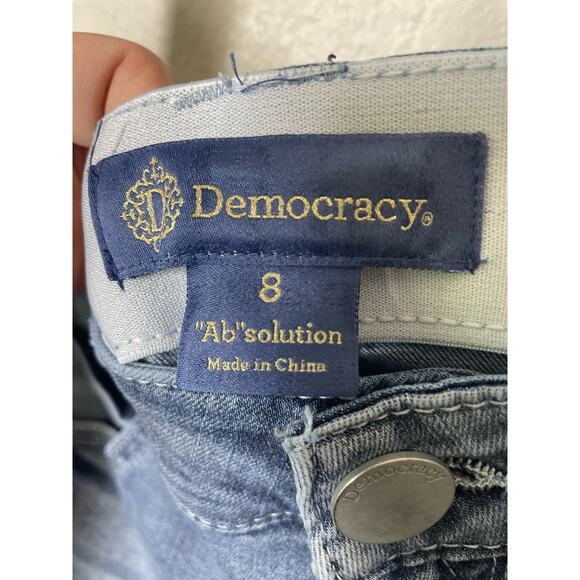 D
Democracy®
8
"Ab"solution
Made in China
Democracy